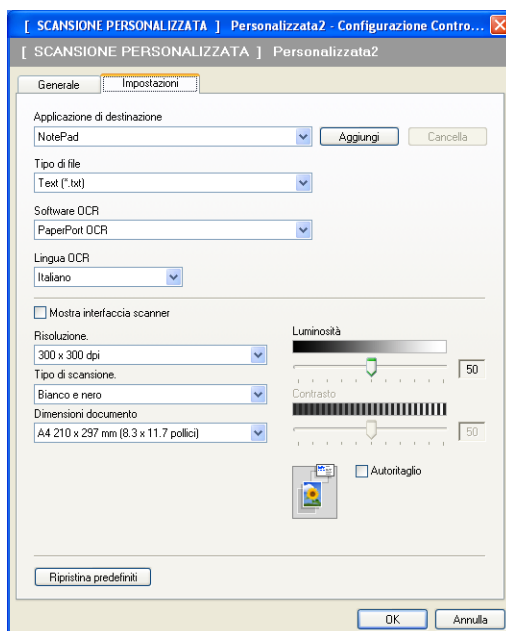 [ SCANSIONE PERSONALIZZATA ] Personalizzata2 - Configurazione Contro...
[ SCANSIONE PERSONALIZZATA ] Personalizzata2
Generale Impostazioni
Applicazione di destinazione
NotePad Aggiungi Cancella
Tipo di file
Text (*.txt)
Software OCR
PaperPort OCR
Lingua OCR
Italiano
Mostra interfaccia scanner
Risoluzione. Luminosità
300 x 300 dpi 50
Tipo di scansione.
Bianco e nero Contrasto
Dimensioni documento
A4 210 x 297 mm (8.3 x 11.7 pollici) 50
Autoritaglio
Ripristina predefiniti
OK Annulla